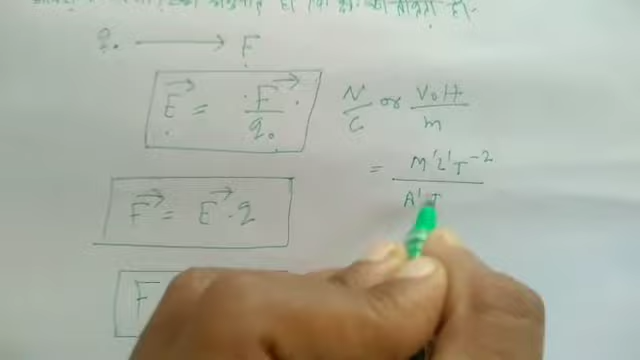 q₀ ⟶ F
E⃗ = F⃗/q₀ N/C or Volt/m
= M¹L¹T⁻²/A¹T
F⃗ = E⃗ · q
F